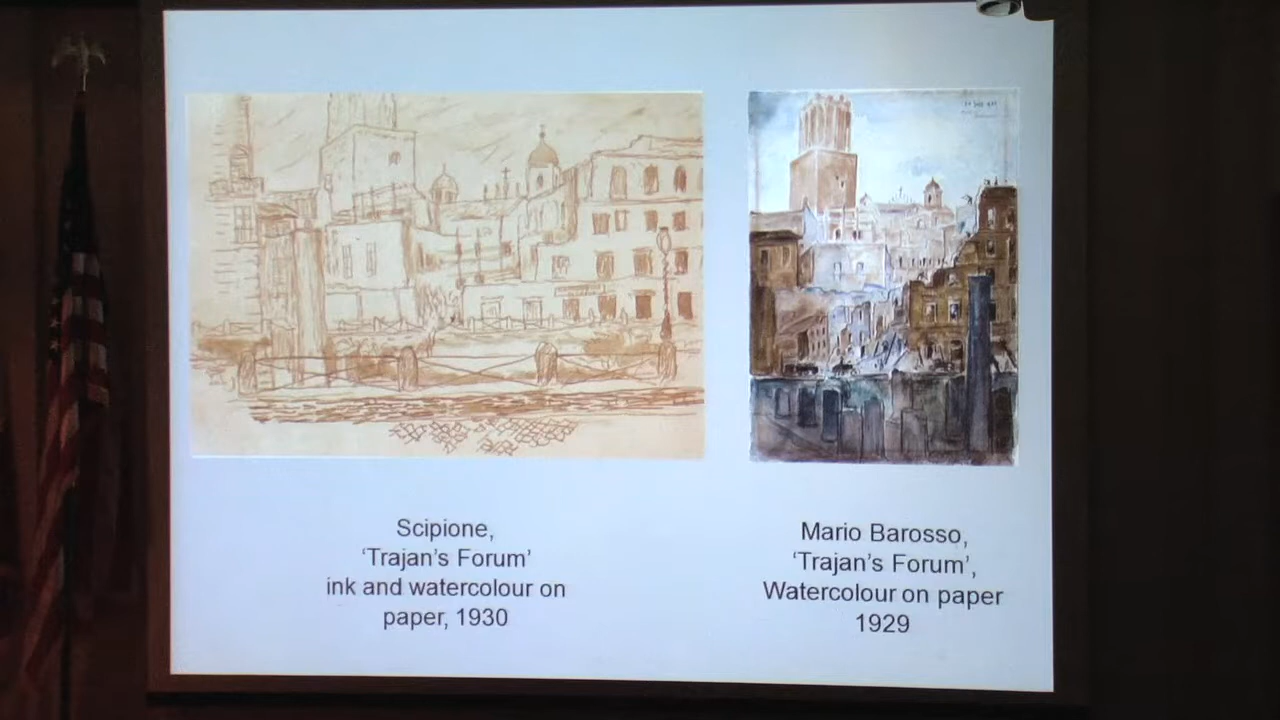 Scipione,
‘Trajan’s Forum’
ink and watercolour on
paper, 1930
Mario Barosso,
‘Trajan’s Forum’,
Watercolour on paper
1929